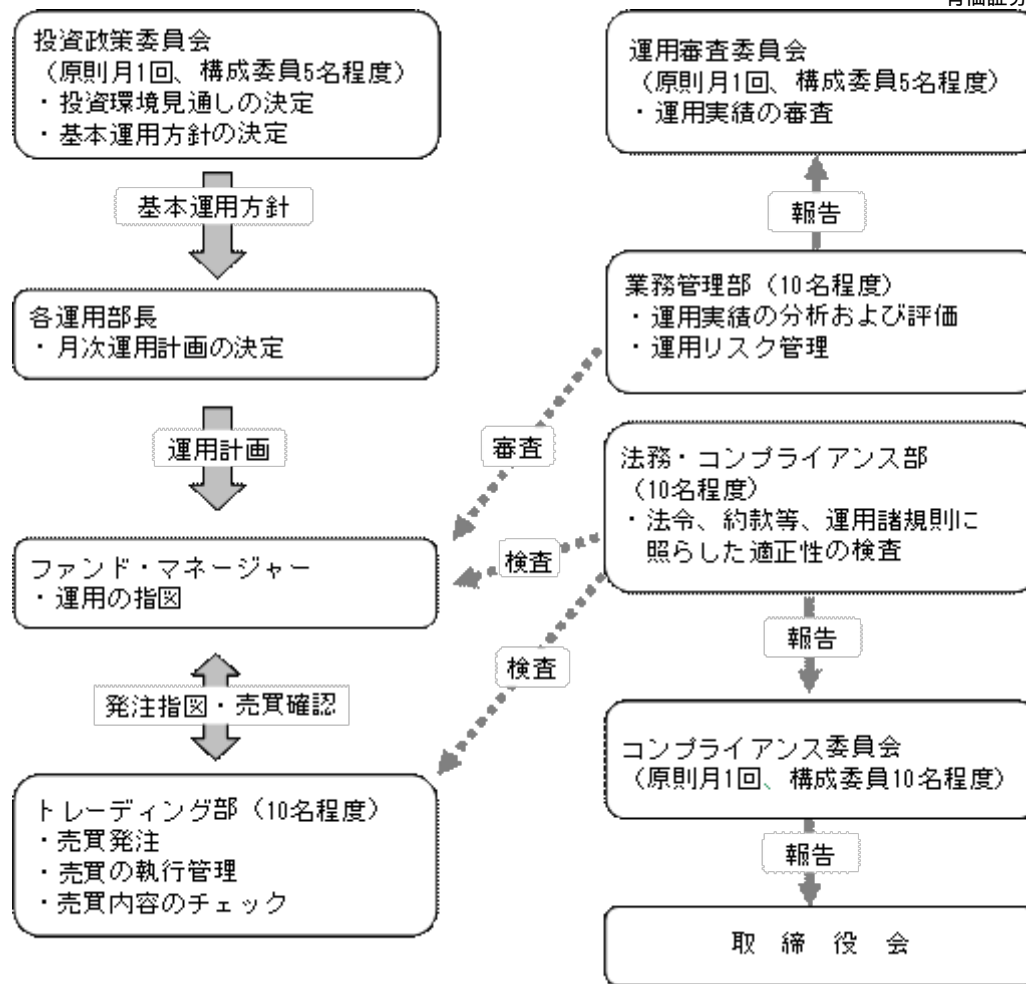 投資政策委員会
（原則月1回、構成委員5名程度）
・投資環境見通しの決定
・基本運用方針の決定
基本運用方針
各運用部長
・月次運用計画の決定
運用計画
ファンド・マネージャー
・運用の指図
発注指図・売買確認
トレーディング部（10名程度）
・売買発注
・売買の執行管理
・売買内容のチェック
審査
検査
検査
運用審査委員会
（原則月1回、構成委員5名程度）
・運用実績の審査
報告
業務管理部（10名程度）
・運用実績の分析および評価
・運用リスク管理
法務・コンプライアンス部
（10名程度）
・法令、約款等、運用諸規則に
照らした適正性の検査
報告
コンプライアンス委員会
（原則月1回、構成委員10名程度）
報告
取締役会